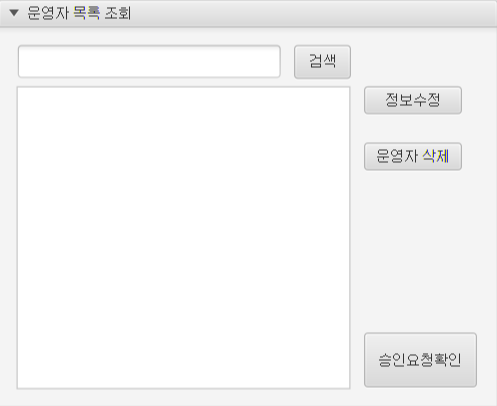 운영자 목록 조회
검색
정보수정
운영자 삭제
승인요청확인